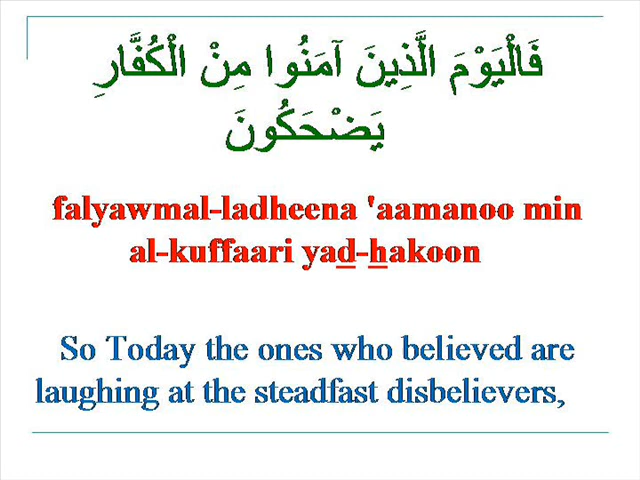 فَالْيَوْمَ الَّذِينَ آمَنُوا مِنْ الْكُفَّارِ
يَضْحَكُونَ
falyawmal-ladheena 'aamanoo min
al-kuffaari yad-hakoon
So Today the ones who believed are
laughing at the steadfast disbelievers,